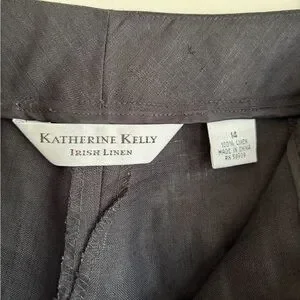 KATHERINE KELLY
IRISH LINEN
14
100% LINEN
MADE IN CHINA